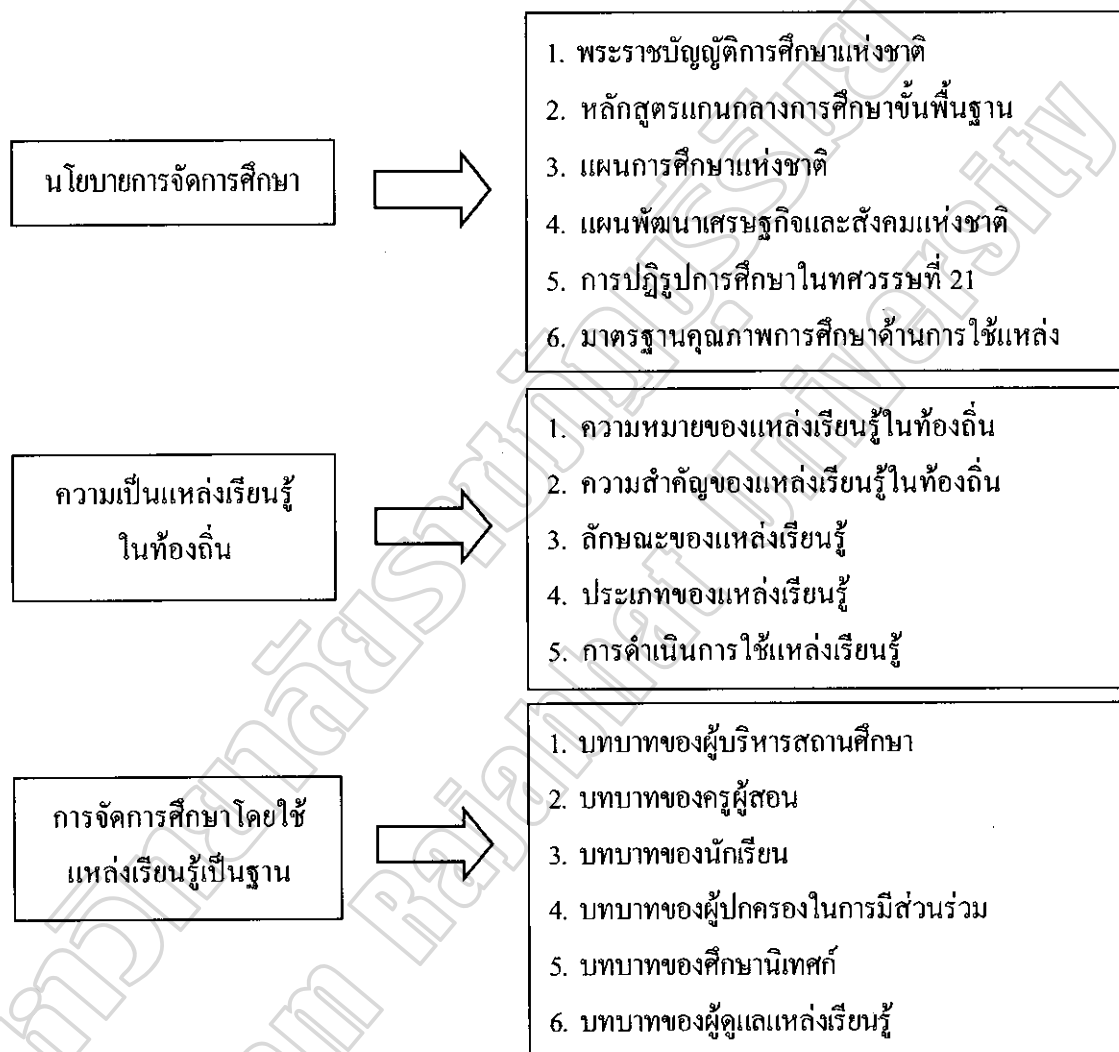 นโยบายการจัดการศึกษา
1. พระราชบัญญัติการศึกษาแห่งชาติ
2. หลักสูตรแกนกลางการศึกษาขั้นพื้นฐาน
3. แผนการศึกษาแห่งชาติ
4. แผนพัฒนาเศรษฐกิจและสังคมแห่งชาติ
5. การปฏิรูปการศึกษาในทศวรรษที่ 21
6. มาตรฐานคุณภาพการศึกษาด้านการใช้แหล่ง
ความเป็นแหล่งเรียนรู้
ในท้องถิ่น
1. ความหมายของแหล่งเรียนรู้ในท้องถิ่น
2. ความสำคัญของแหล่งเรียนรู้ในท้องถิ่น
3. ลักษณะของแหล่งเรียนรู้
4. ประเภทของแหล่งเรียนรู้
5. การดำเนินการใช้แหล่งเรียนรู้
การจัดการศึกษาโดยใช้
แหล่งเรียนรู้เป็นฐาน
1. บทบาทของผู้บริหารสถานศึกษา
2. บทบาทของครูผู้สอน
3. บทบาทของนักเรียน
4. บทบาทของผู้ปกครองในการมีส่วนร่วม
5. บทบาทของศึกษานิเทศก์
6. บทบาทของผู้ดูแลแหล่งเรียนรู้
Rajabhat University